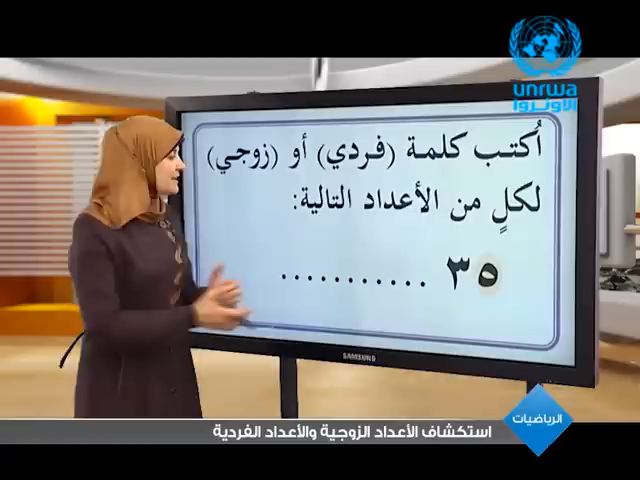 unrwa
الأونروا
أُكتب كلمة (فردي) أو (زوجي)
لكلٍ من الأعداد التالية:
٣٥ ...........
SAMSUNG
الرياضيات
استكشاف الأعداد الزوجية والأعداد الفردية